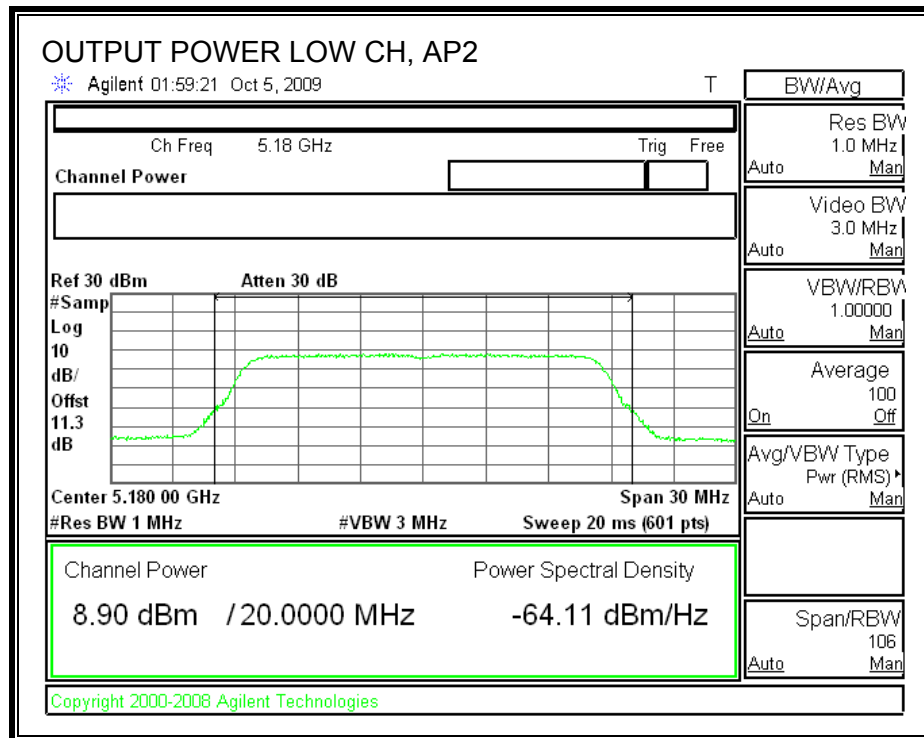 OUTPUT POWER LOW CH, AP2
Agilent 01:59:21 Oct 5, 2009 T
Ch Freq 5.18 GHz Trig Free
Channel Power
Ref 30 dBm Atten 30 dB
#Samp
Log
10
dB/
Offst
11.3
dB
Center 5.180 00 GHz Span 30 MHz
#Res BW 1 MHz #VBW 3 MHz Sweep 20 ms (601 pts)
Channel Power Power Spectral Density
8.90 dBm / 20.0000 MHz -64.11 dBm/Hz
Copyright 2000-2008 Agilent Technologies
BW/Avg
Res BW
1.0 MHz
Auto Man
Video BW
3.0 MHz
Auto Man
VBW/RBW
1.00000
Auto Man
Average
100
On Off
Avg/VBW Type
Pwr (RMS)
Auto Man
Span/RBW
106
Auto Man